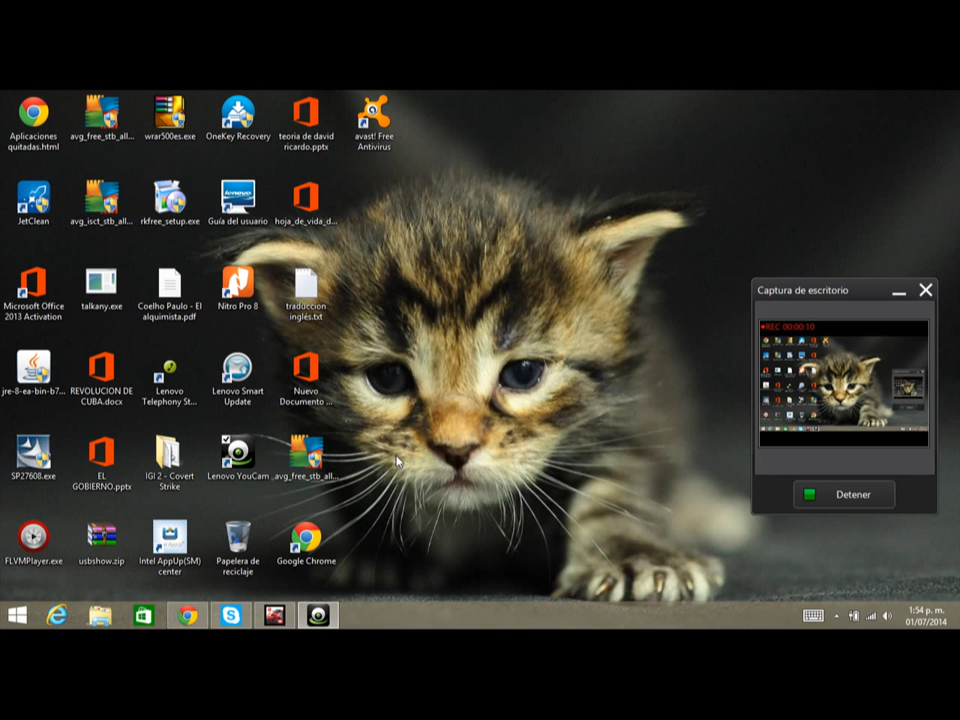 Aplicaciones
quitadas.html
avg_free_stb_all...
wrar500es.exe
OneKey Recovery
teoria de david
ricardo.pptx
avast! Free
Antivirus
JetClean
avg_isct_stb_all...
rkfree_setup.exe
lenovo
Guía del usuario
hoja_de_vida_d...
Microsoft Office
2013 Activation
talkany.exe
Coelho Paulo - El
alquimista.pdf
Nitro Pro 8
traduccion
inglés.txt
Captura de escritorio
REC 00:00:10
Detener
jre-8-ea-bin-b7...
REVOLUCION DE
CUBA.docx
Lenovo
Telephony St...
Lenovo Smart
Update
Nuevo
Documento ...
SP27608.exe
EL
GOBIERNO.pptx
IGI 2 - Covert
Strike
Lenovo YouCam
avg_free_stb_all...
FLVMPlayer.exe
usbshow.zip
Intel AppUp(SM)
center
Papelera de
reciclaje
Google Chrome
1:54 p. m.
01/07/2014